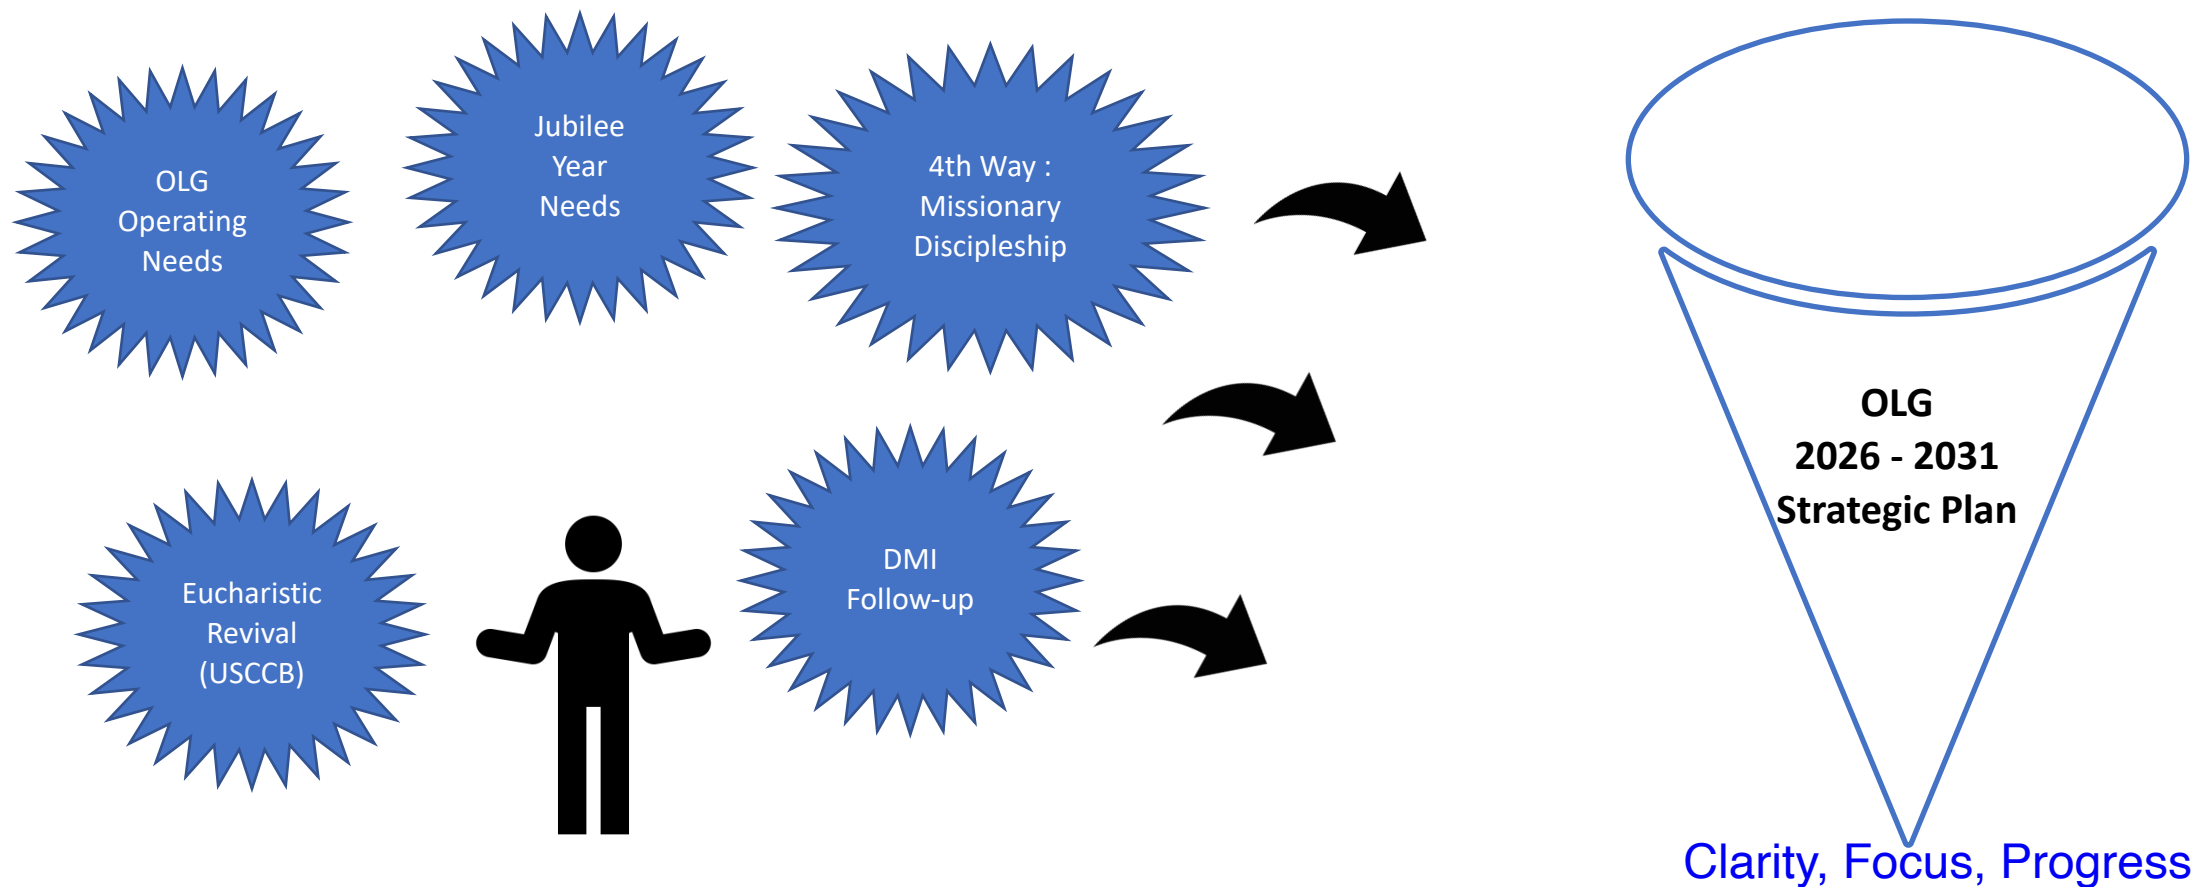 OLG
Operating
Needs
Jubilee
Year
Needs
4th Way :
Missionary
Discipleship
Eucharistic
Revival
(USCCB)
DMI
Follow-up
OLG
2026 - 2031
Strategic Plan
Clarity, Focus, Progress